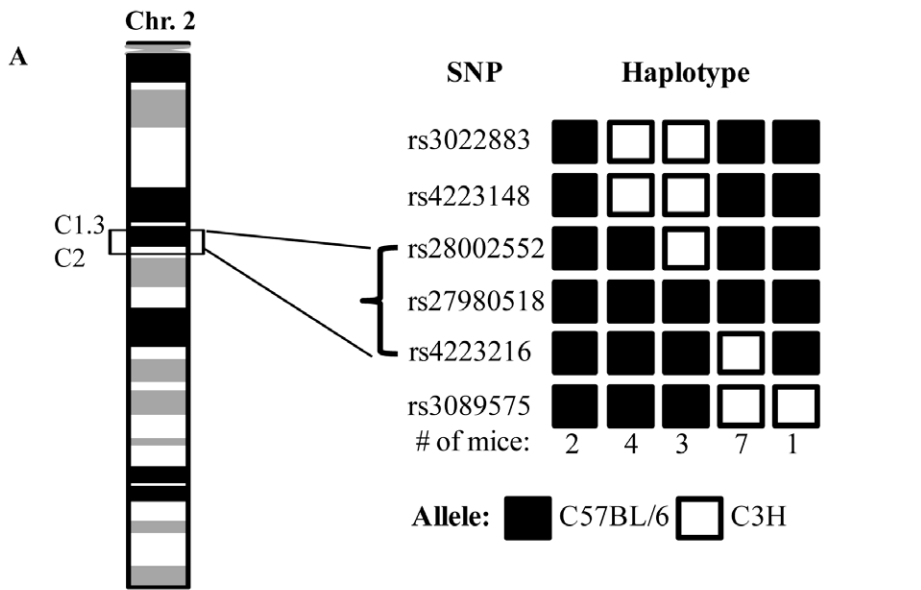 Chr. 2
A
SNP Haplotype
rs3022883
rs4223148
C1.3
C2
rs28002552
rs27980518
rs4223216
rs3089575
# of mice: 2 4 3 7 1
Allele: C57BL/6 C3H